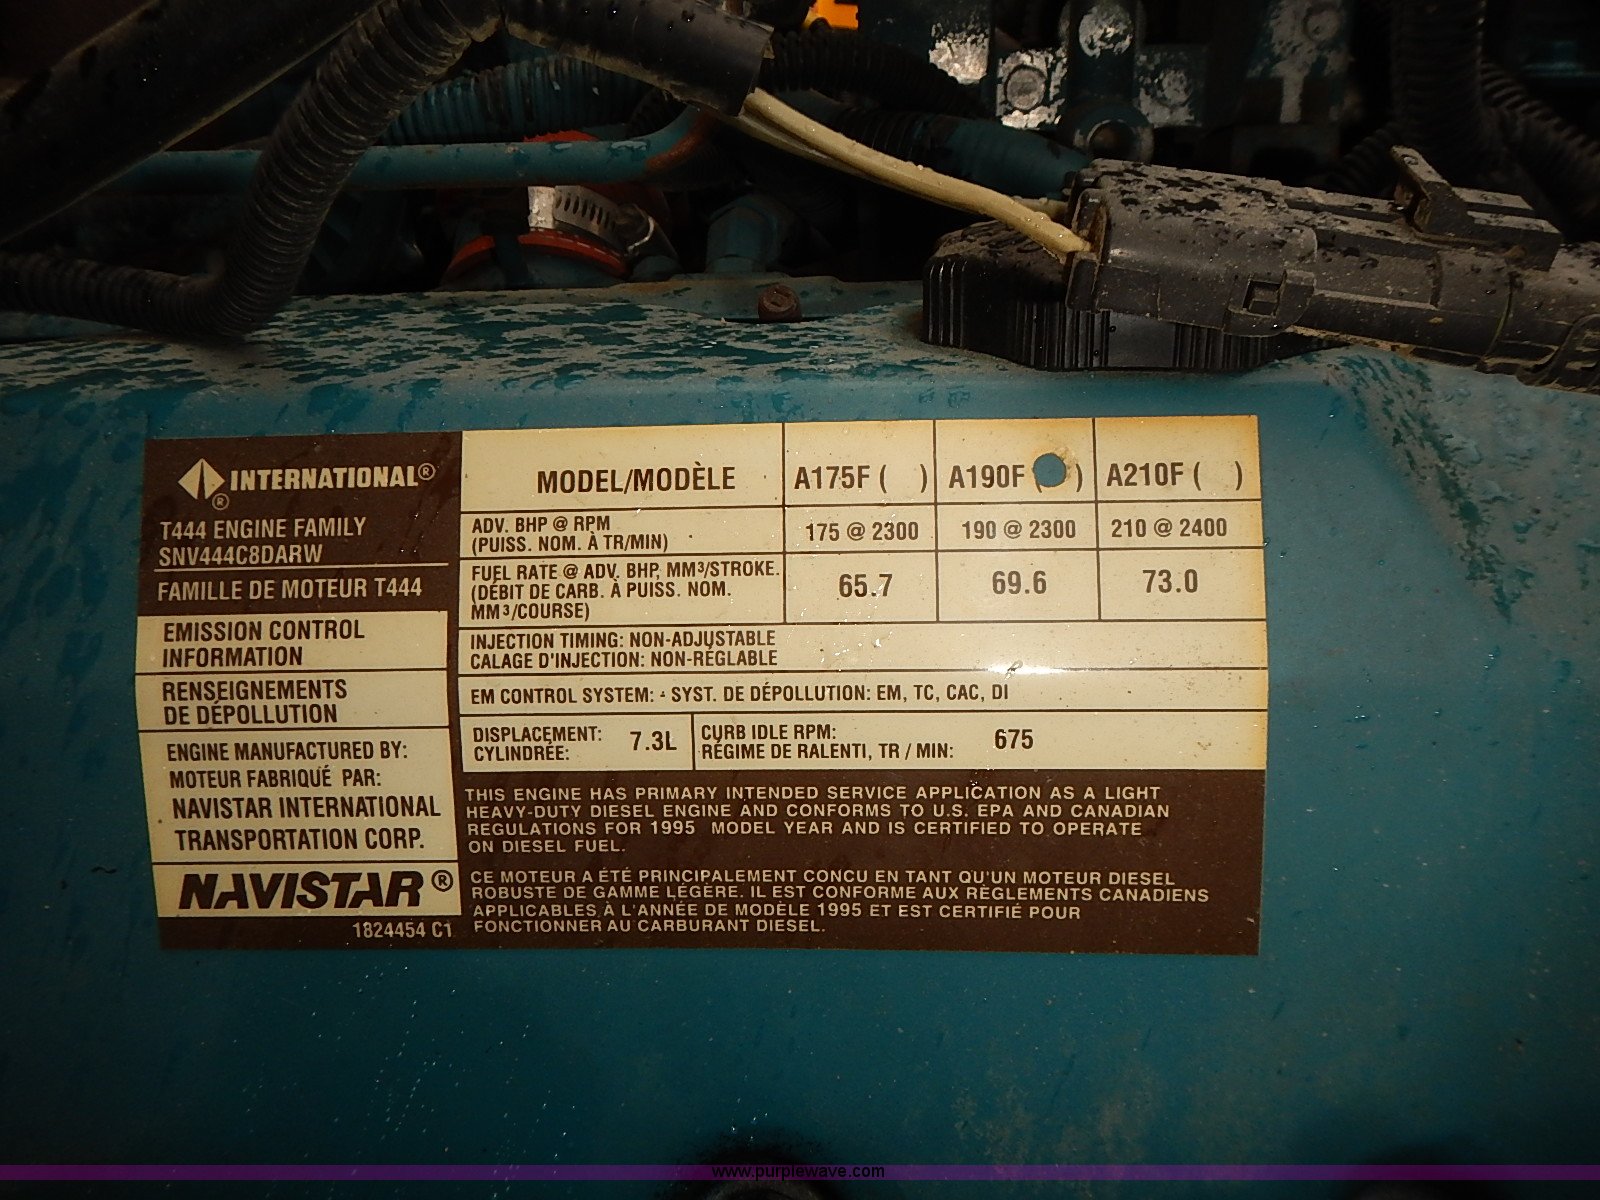 INTERNATIONAL®
®
T444 ENGINE FAMILY
SNV444C8DARW
FAMILLE DE MOTEUR T444
EMISSION CONTROL
INFORMATION
RENSEIGNEMENTS
DE DÉPOLLUTION
ENGINE MANUFACTURED BY:
MOTEUR FABRIQUÉ PAR:
NAVISTAR INTERNATIONAL
TRANSPORTATION CORP.
NAVISTAR®
1824454 C1
MODEL/MODÈLE A175F ( ) A190F ( ) A210F ( )
ADV. BHP @ RPM
(PUISS. NOM. À TR/MIN) 175 @ 2300 190 @ 2300 210 @ 2400
FUEL RATE @ ADV. BHP, MM³/STROKE.
(DÉBIT DE CARB. À PUISS. NOM.
MM³/COURSE) 65.7 69.6 73.0
INJECTION TIMING: NON-ADJUSTABLE
CALAGE D'INJECTION: NON-RÉGLABLE
EM CONTROL SYSTEM: - SYST. DE DÉPOLLUTION: EM, TC, CAC, DI
DISPLACEMENT:
CYLINDRÉE: 7.3L
CURB IDLE RPM:
RÉGIME DE RALENTI, TR / MIN: 675
THIS ENGINE HAS PRIMARY INTENDED SERVICE APPLICATION AS A LIGHT
HEAVY-DUTY DIESEL ENGINE AND CONFORMS TO U.S. EPA AND CANADIAN
REGULATIONS FOR 1995 MODEL YEAR AND IS CERTIFIED TO OPERATE
ON DIESEL FUEL.
CE MOTEUR A ÉTÉ PRINCIPALEMENT CONCU EN TANT QU'UN MOTEUR DIESEL
ROBUSTE DE GAMME LÉGÈRE. IL EST CONFORME AUX RÈGLEMENTS CANADIENS
APPLICABLES À L'ANNÉE DE MODÈLE 1995 ET EST CERTIFIÉ POUR
FONCTIONNER AU CARBURANT DIESEL.
www.purplewave.com